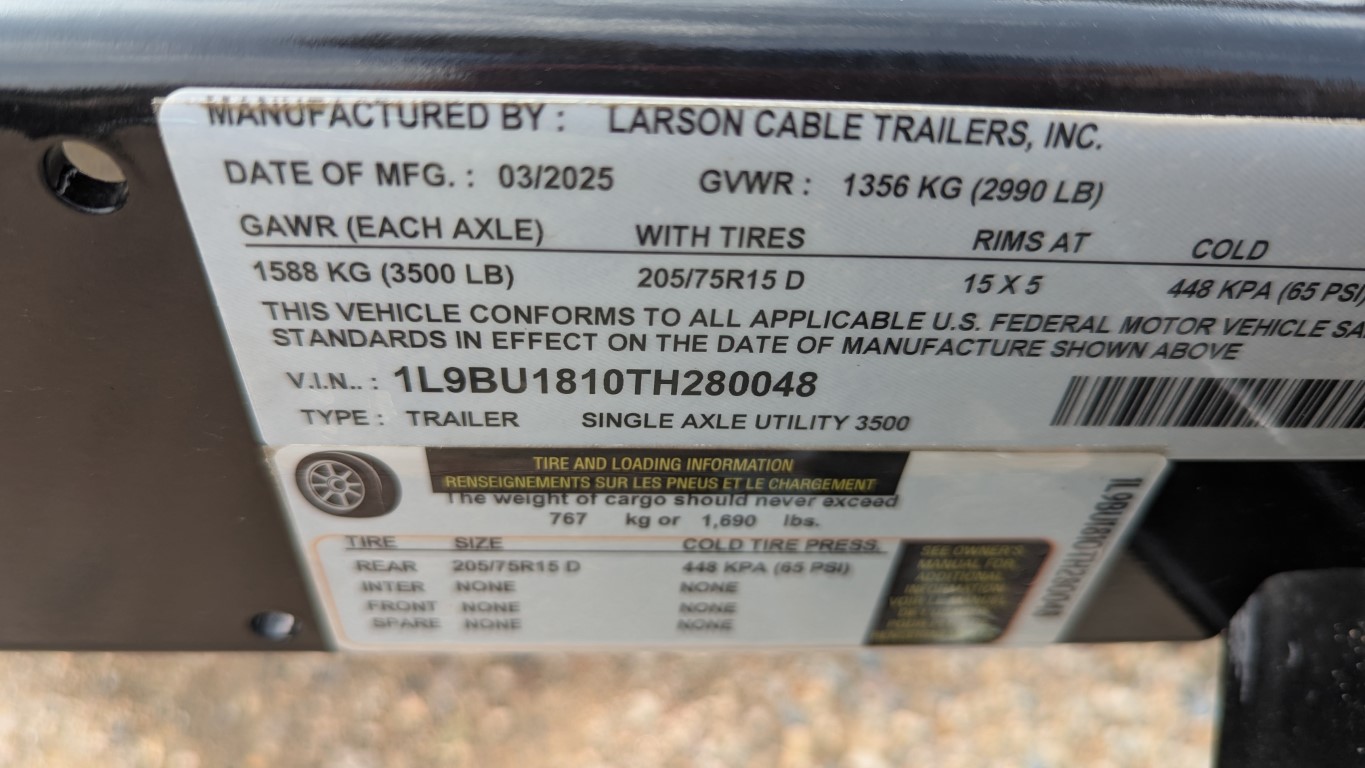 MANUFACTURED BY : LARSON CABLE TRAILERS, INC.
DATE OF MFG. : 03/2025 GVWR : 1356 KG (2990 LB)
GAWR (EACH AXLE) WITH TIRES RIMS AT COLD
1588 KG (3500 LB) 205/75R15 D 15 X 5 448 KPA (65 PSI/
THIS VEHICLE CONFORMS TO ALL APPLICABLE U.S. FEDERAL MOTOR VEHICLE SA
STANDARDS IN EFFECT ON THE DATE OF MANUFACTURE SHOWN ABOVE
V.I.N.. : 1L9BU1810TH280048
TYPE : TRAILER SINGLE AXLE UTILITY 3500
TIRE AND LOADING INFORMATION
RENSEIGNEMENTS SUR LES PNEUS ET LE CHARGEMENT
The weight of cargo should never exceed
767 kg or 1,690 lbs.
TIRE SIZE COLD TIRE PRESS.
REAR 205/75R15 D 448 KPA (65 PSI)
INTER NONE NONE
FRONT NONE NONE
SPARE NONE NONE
SEE OWNER'S
MANUAL FOR
ADDITIONAL
INFORMATION
1L9BU1810TH280048